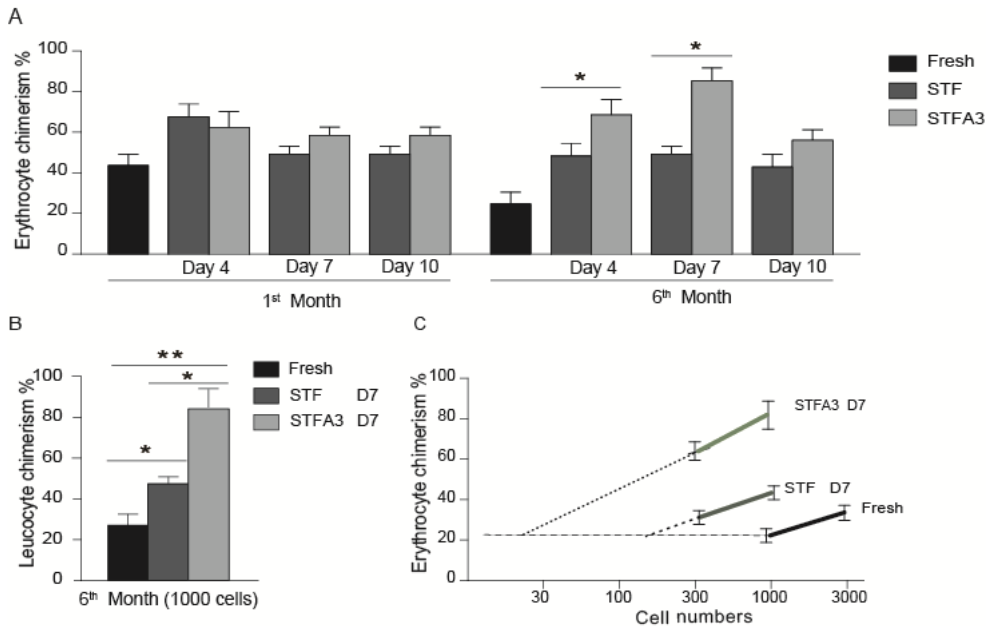 A
Erythrocyte chimerism %
100
80
60
40
20
0
*
*
Fresh
STF
STFA3
Day 4
Day 7
Day 10
Day 4
Day 7
Day 10
1st Month
6th Month
B
Leucocyte chimerism %
100
80
60
40
20
0
**
*
*
Fresh
STF D7
STFA3 D7
6th Month (1000 cells)
C
Erythrocyte chimerism %
100
80
60
40
20
0
STFA3 D7
STF D7
Fresh
30
100
300
1000
3000
Cell numbers